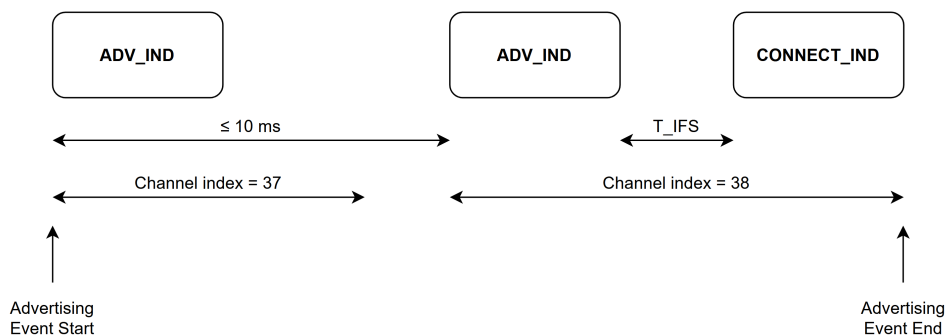 ADV_IND
ADV_IND
CONNECT_IND
≤ 10 ms
T_IFS
Channel index = 37
Channel index = 38
Advertising
Event Start
Advertising
Event End